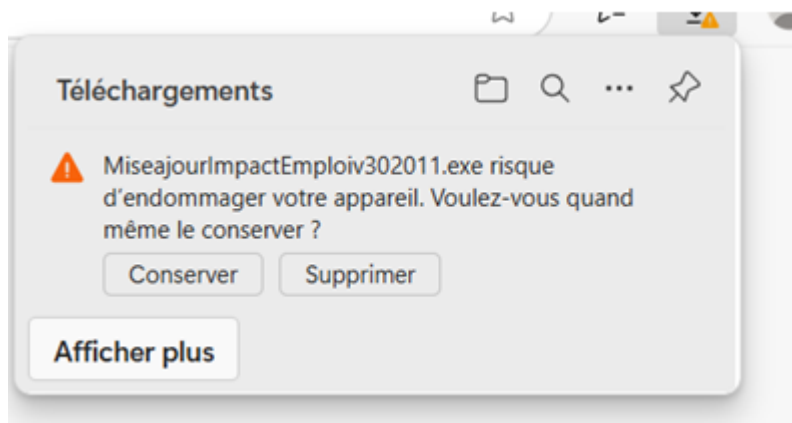 Téléchargements
MiseajourImpactEmploiv302011.exe risque
d'endommager votre appareil. Voulez-vous quand
même le conserver ?
Conserver Supprimer
Afficher plus